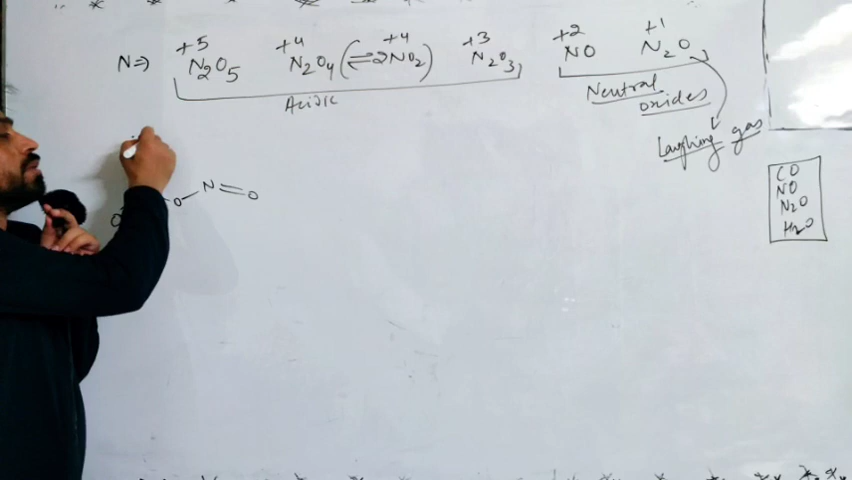 +5 +4 +4 +3 +2 +1
N⇒ N2O5 N2O4(⇌2NO2) N2O3, NO N2O
Acidic
Neutral
oxides
Laughing gas
CO
NO
N2O
H2O
O N=O
O